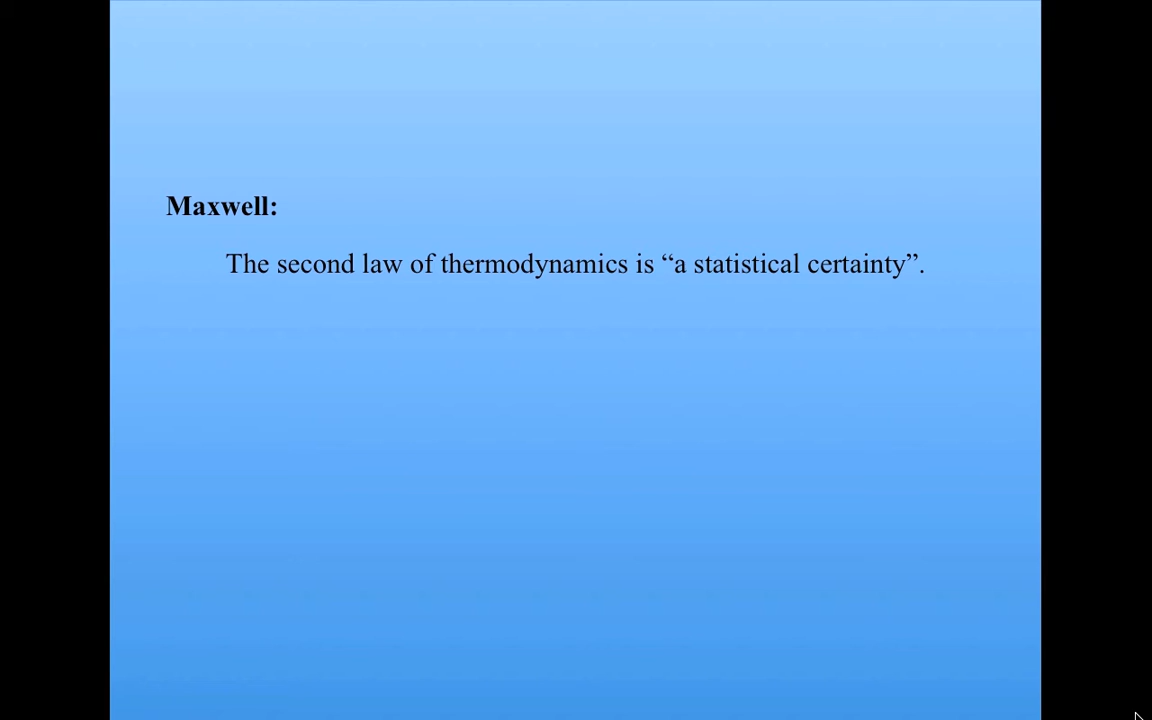 Maxwell:
The second law of thermodynamics is “a statistical certainty”.